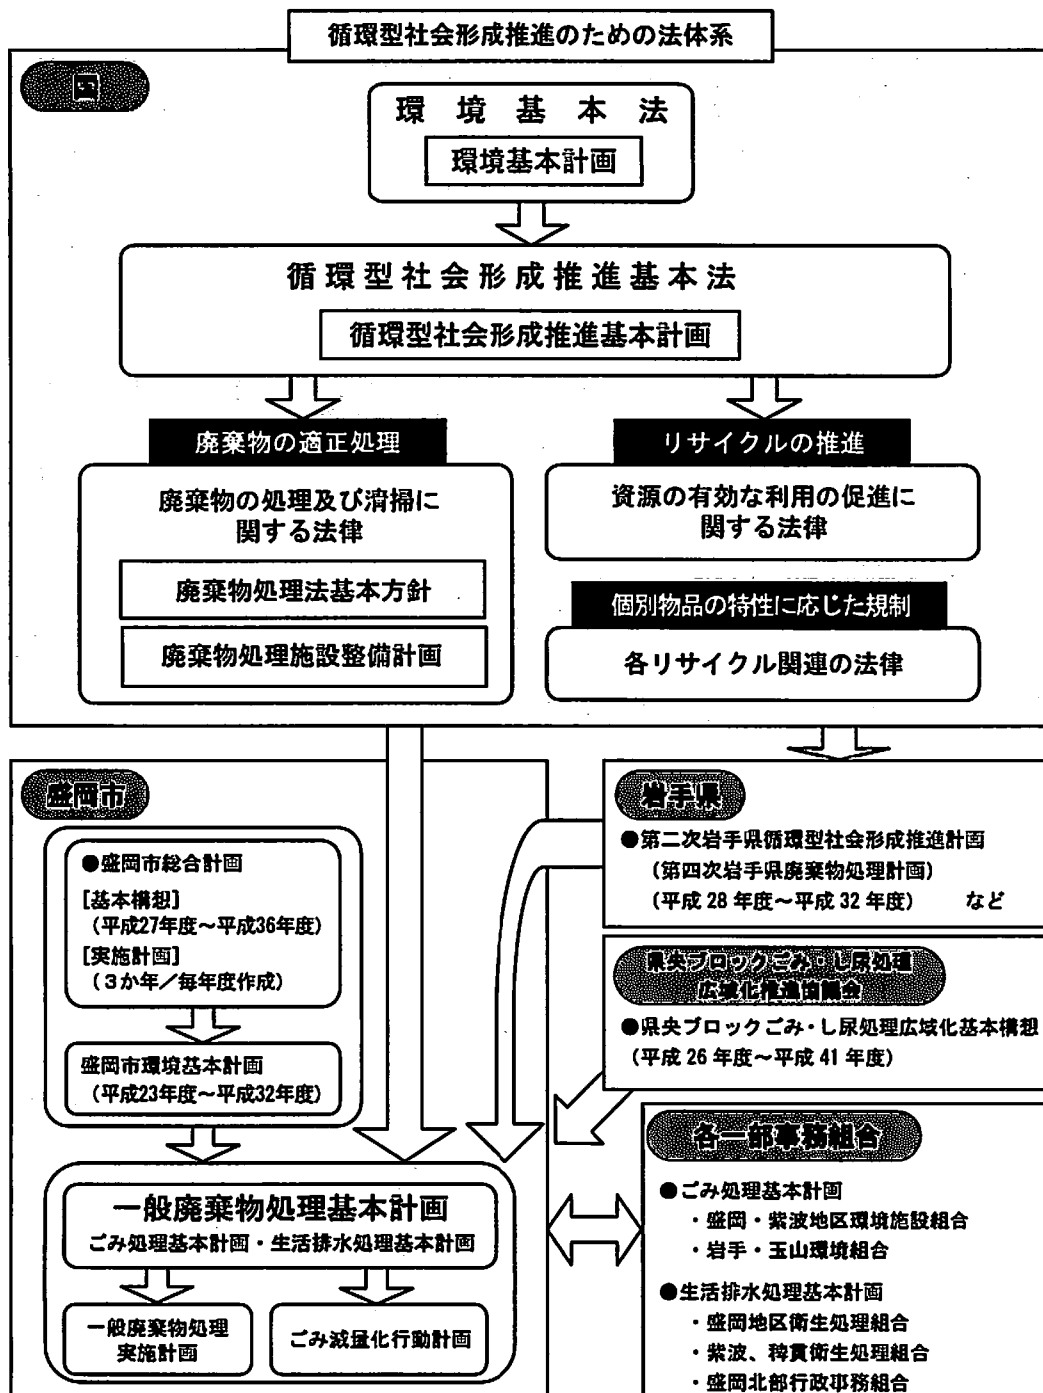 循環型社会形成推進のための法体系
国
環境基本法
環境基本計画
循環型社会形成推進基本法
循環型社会形成推進基本計画
廃棄物の適正処理
廃棄物の処理及び清掃に
関する法律
廃棄物処理法基本方針
廃棄物処理施設整備計画
リサイクルの推進
資源の有効な利用の促進に
関する法律
個別物品の特性に応じた規制
各リサイクル関連の法律
盛岡市
●盛岡市総合計画
[基本構想]
(平成27年度～平成36年度)
[実施計画]
(3か年／毎年度作成)
盛岡市環境基本計画
(平成23年度～平成32年度)
一般廃棄物処理基本計画
ごみ処理基本計画・生活排水処理基本計画
一般廃棄物処理
実施計画
ごみ減量化行動計画
岩手県
●第二次岩手県循環型社会形成推進計画
(第四次岩手県廃棄物処理計画)
(平成 28 年度～平成 32 年度) など
県央ブロックごみ・し尿処理
広域化推進協議会
●県央ブロックごみ・し尿処理広域化基本構想
(平成 26 年度～平成 41 年度)
各一部事務組合
●ごみ処理基本計画
・盛岡・紫波地区環境施設組合
・岩手・玉山環境組合
●生活排水処理基本計画
・盛岡地区衛生処理組合
・紫波、稗貫衛生処理組合
・盛岡北部行政事務組合